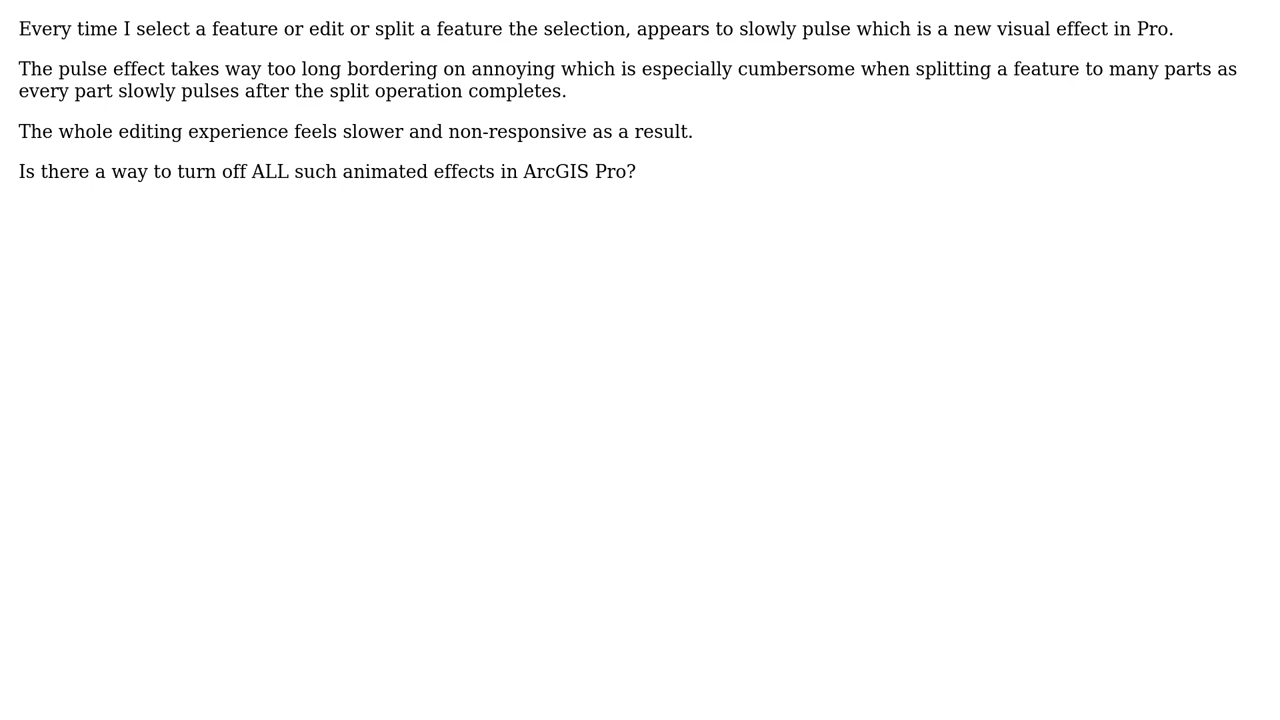 Every time I select a feature or edit or split a feature the selection, appears to slowly pulse which is a new visual effect in Pro.
The pulse effect takes way too long bordering on annoying which is especially cumbersome when splitting a feature to many parts as
every part slowly pulses after the split operation completes.
The whole editing experience feels slower and non-responsive as a result.
Is there a way to turn off ALL such animated effects in ArcGIS Pro?